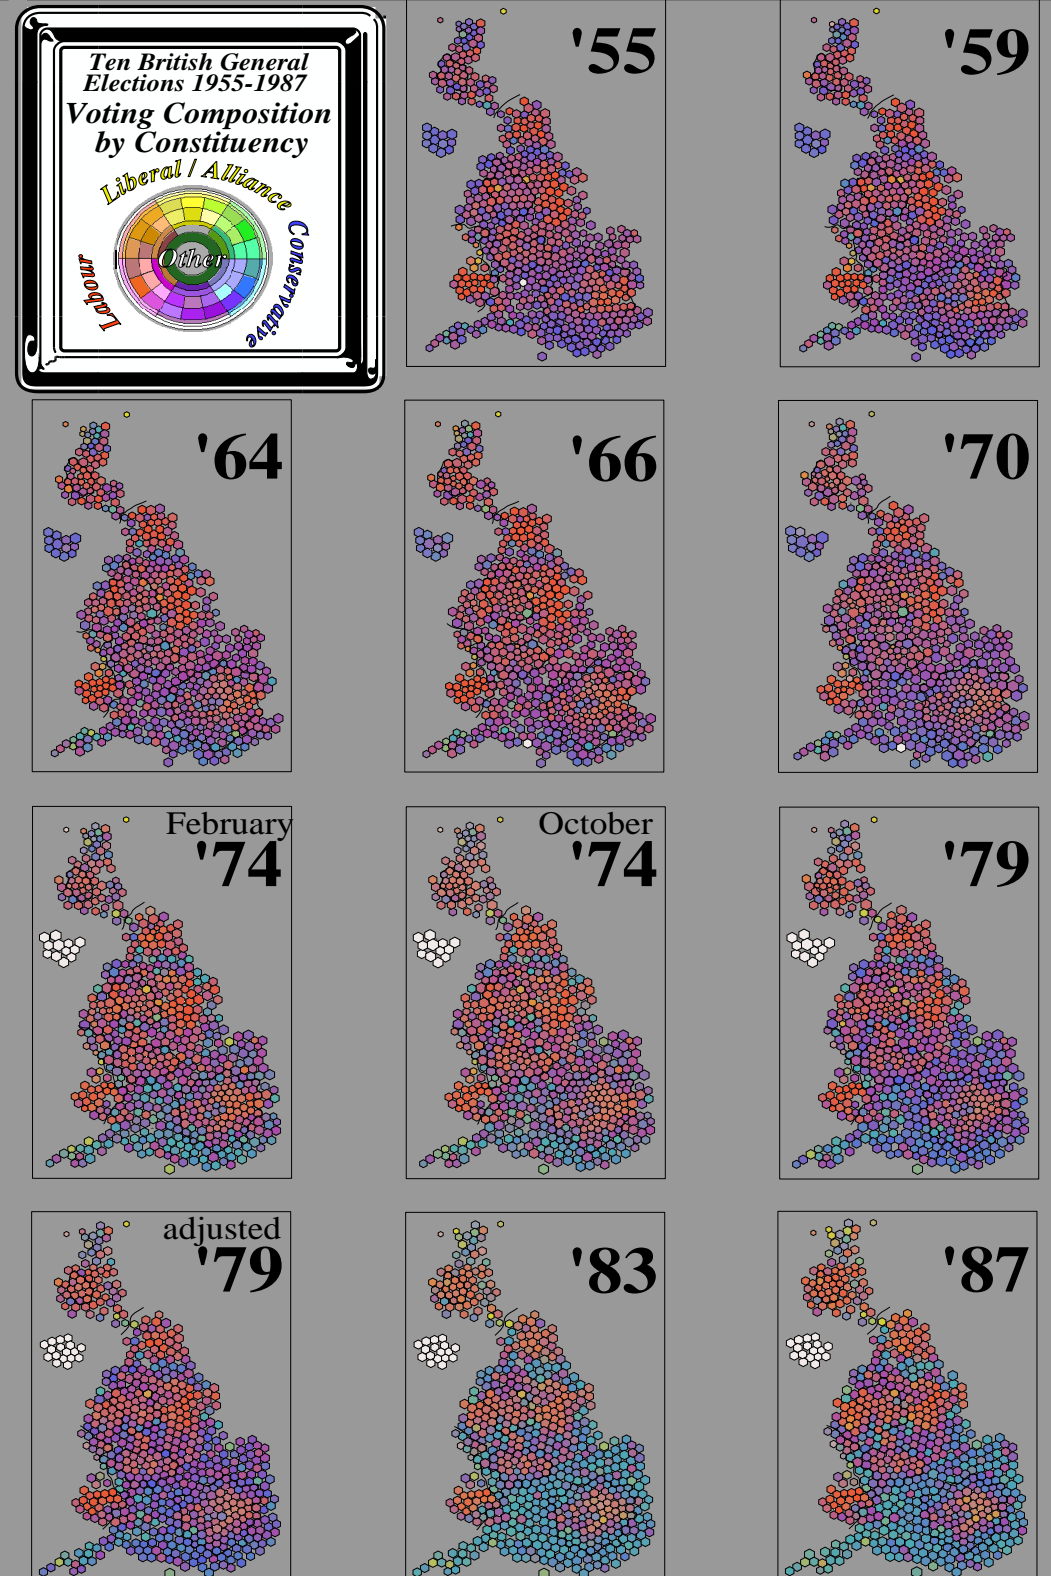 Ten British General
Elections 1955-1987
Voting Composition
by Constituency
Liberal / Alliance
Conservative
Labour
Other
'55
'59
'64
'66
'70
February
'74
October
'74
'79
adjusted
'79
'83
'87